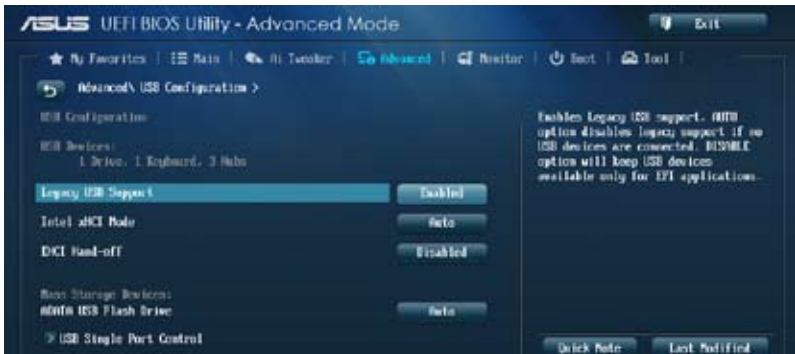 ASUS UEFI BIOS Utility - Advanced Mode
Exit
My Favorites
Main
Ai Tweaker
Advanced
Monitor
Boot
Tool
Advanced\ USB Configuration >
USB Configuration
USB Devices:
1 Drive, 1 Keyboard, 3 Hubs
Legacy USB Support
Enabled
Intel xHCI Mode
Auto
EHCI Hand-off
Disabled
Mass Storage Devices:
ADATA USB Flash Drive
Auto
> USB Single Port Control
Enables Legacy USB support. AUTO
option disables legacy support if no
USB devices are connected. DISABLE
option will keep USB devices
available only for EFI applications.
Quick Note
Last Modified